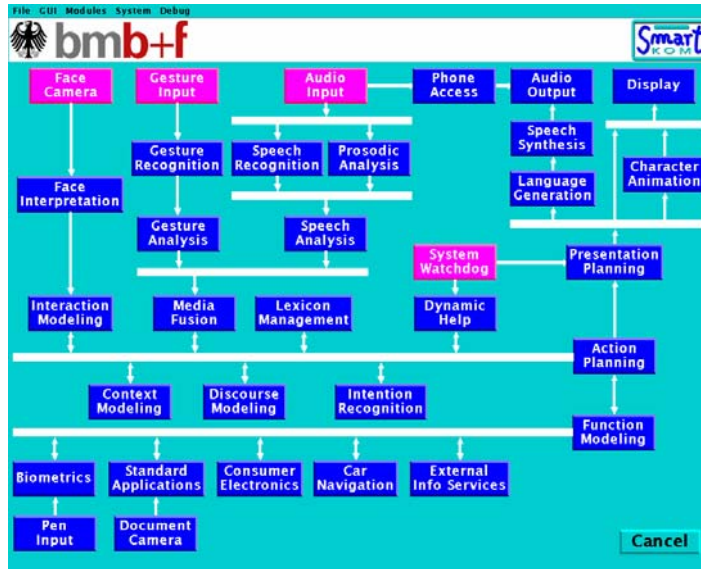 File GUI Modules System Debug
bmb+f
Smart
KOM
Face
Camera
Gesture
Input
Audio
Input
Phone
Access
Audio
Output
Display
Gesture
Recognition
Speech
Recognition
Prosodic
Analysis
Speech
Synthesis
Face
Interpretation
Language
Generation
Character
Animation
Gesture
Analysis
Speech
Analysis
System
Watchdog
Presentation
Planning
Interaction
Modeling
Media
Fusion
Lexicon
Management
Dynamic
Help
Action
Planning
Context
Modeling
Discourse
Modeling
Intention
Recognition
Function
Modeling
Biometrics
Standard
Applications
Consumer
Electronics
Car
Navigation
External
Info Services
Pen
Input
Document
Camera
Cancel